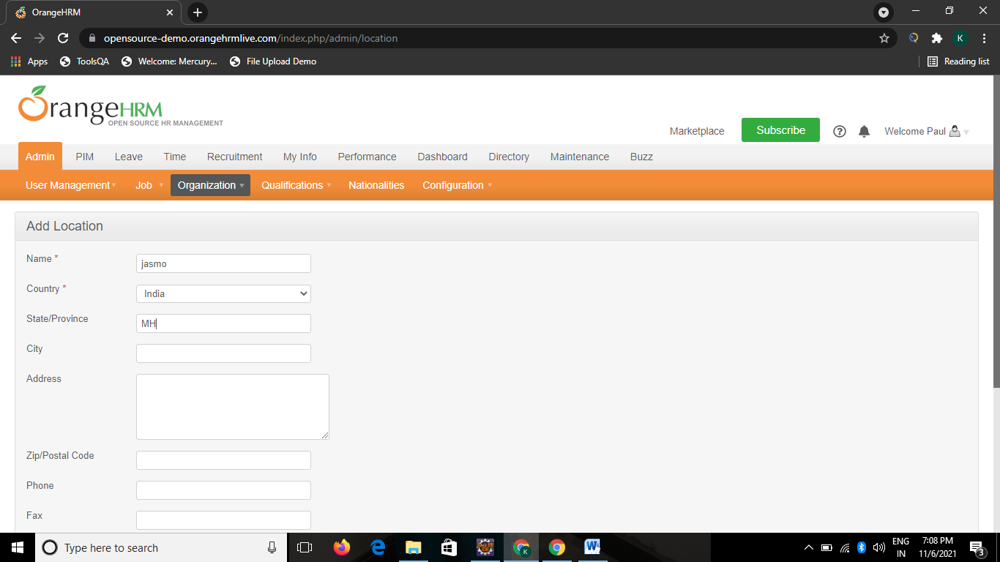 OrangeHRM
opensource-demo.orangehrmlive.com/index.php/admin/location
K
Apps ToolsQA Welcome: Mercury... File Upload Demo Reading list
OrangeHRM
OPEN SOURCE HR MANAGEMENT
Marketplace Subscribe Welcome Paul
Admin PIM Leave Time Recruitment My Info Performance Dashboard Directory Maintenance Buzz
User Management Job Organization Qualifications Nationalities Configuration
Add Location
Name * jasmo
Country * India
State/Province MH
City
Address
Zip/Postal Code
Phone
Fax
Type here to search
K
ENG 7:08 PM
IN 11/6/2021
3